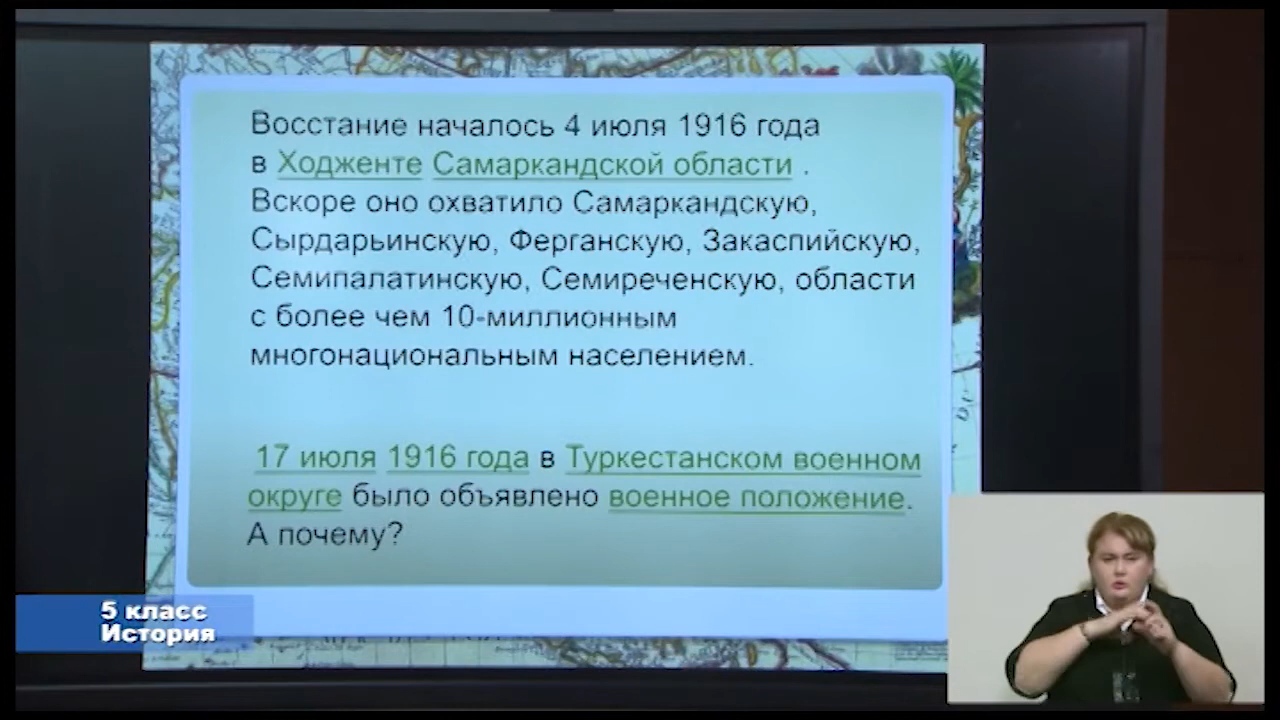 Восстание началось 4 июля 1916 года
в Ходженте Самаркандской области .
Вскоре оно охватило Самаркандскую,
Сырдарьинскую, Ферганскую, Закаспийскую,
Семипалатинскую, Семиреченскую, области
с более чем 10-миллионным
многонациональным населением.
17 июля 1916 года в Туркестанском военном
округе было объявлено военное положение.
А почему?
5 класс
История